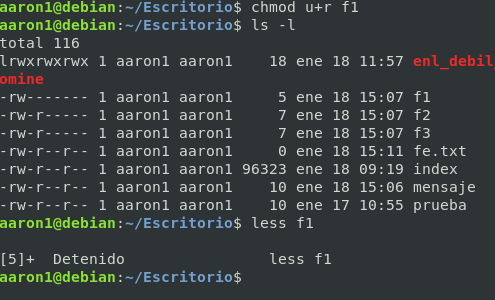 aaron1@debian:~/Escritorio$ chmod u+r f1
aaron1@debian:~/Escritorio$ ls -l
total 116
lrwxrwxrwx 1 aaron1 aaron1    18 ene 18 11:57 enl_debil_
omine
-rw------- 1 aaron1 aaron1     5 ene 18 15:07 f1
-rw-r----- 1 aaron1 aaron1     7 ene 18 15:07 f2
-rw-r----- 1 aaron1 aaron1     7 ene 18 15:07 f3
-rw-r--r-- 1 aaron1 aaron1     0 ene 18 15:11 fe.txt
-rw-r--r-- 1 aaron1 aaron1 96323 ene 18 09:19 index
-rw-r--r-- 1 aaron1 aaron1    10 ene 18 15:06 mensaje
-rw-r--r-- 1 aaron1 aaron1    10 ene 17 10:55 prueba
aaron1@debian:~/Escritorio$ less f1
[5]+  Detenido                less f1
aaron1@debian:~/Escritorio$